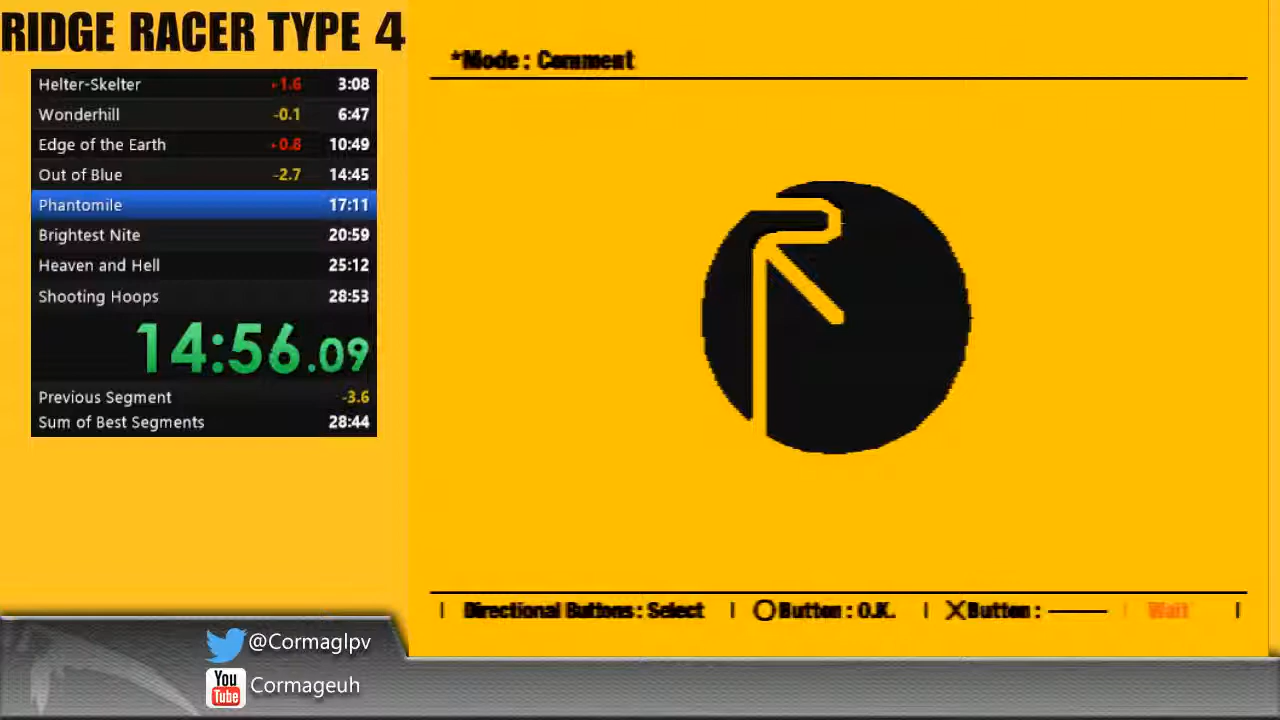 RIDGE RACER TYPE 4
Helter-Skelter +1.6 3:08
Wonderhill -0.1 6:47
Edge of the Earth +0.8 10:49
Out of Blue -2.7 14:45
Phantomile 17:11
Brightest Nite 20:59
Heaven and Hell 25:12
Shooting Hoops 28:53
14:56.09
Previous Segment -3.6
Sum of Best Segments 28:44
*Mode : Comment
Directional Buttons : Select | ◯Button : O.K. | ✕Button : —— | Wait |
@Cormaglpv
You Tube Cormageuh